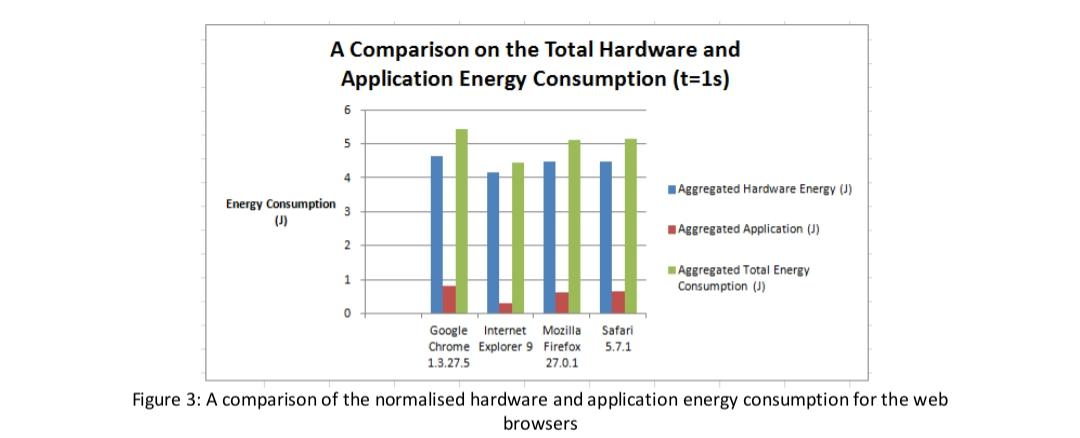 A Comparison on the Total Hardware and
Application Energy Consumption (t=1s)
6
5
4
3
2
1
0
Energy Consumption
(J)
Google
Chrome
1.3.27.5
Internet
Explorer 9
Mozilla
Firefox
27.0.1
Safari
5.7.1
Aggregated Hardware Energy (J)
Aggregated Application (J)
Aggregated Total Energy
Consumption (J)
Figure 3: A comparison of the normalised hardware and application energy consumption for the web
browsers